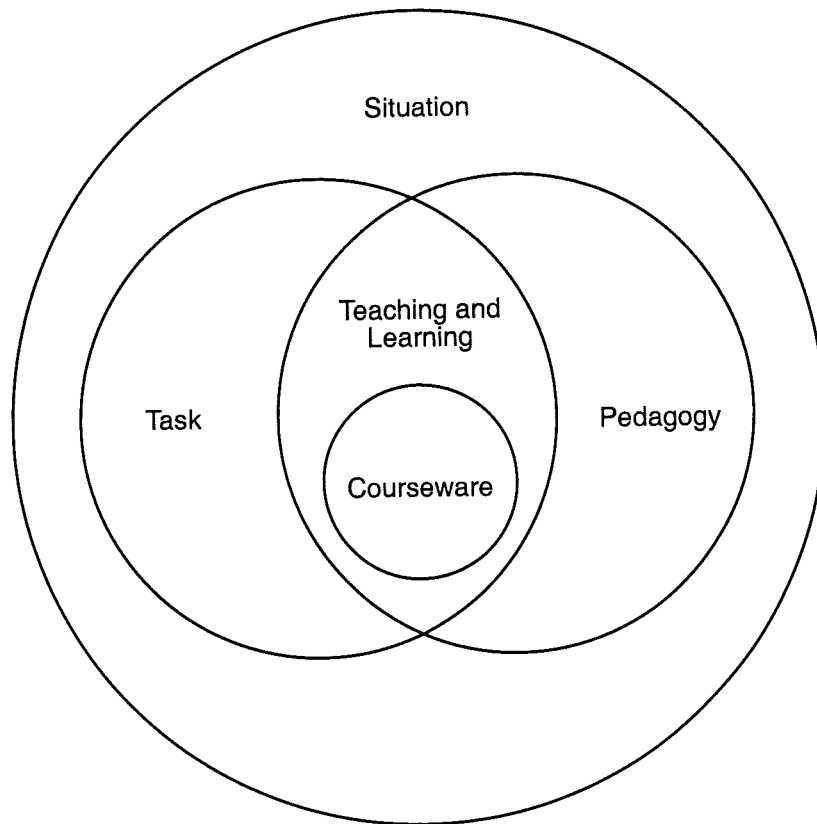 Situation
Teaching and
Learning
Task
Pedagogy
Courseware